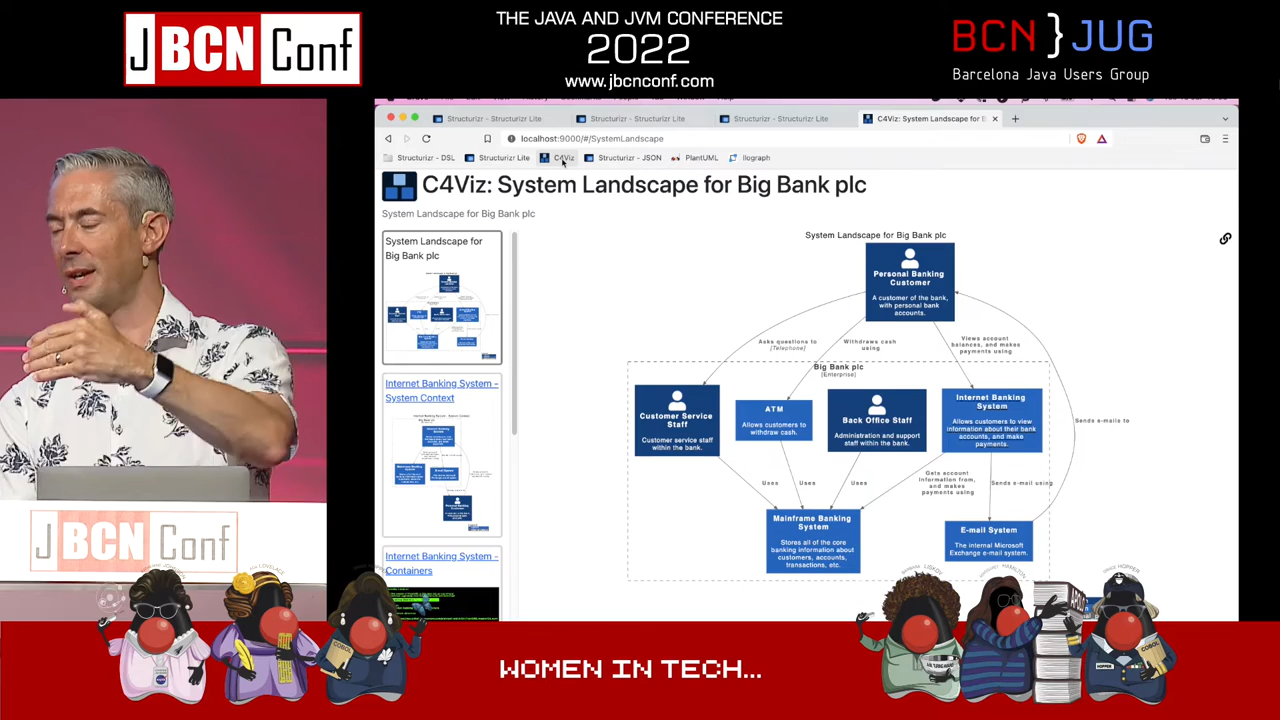 JBCNConf
THE JAVA AND JVM CONFERENCE
2022
www.jbcnconf.com
BCN}JUG
Barcelona Java Users Group
Structurizr - Structurizr Lite
Structurizr - Structurizr Lite
Structurizr - Structurizr Lite
C4Viz: System Landscape for B
localhost:9000/#/SystemLandscape
Structurizr - DSL
Structurizr Lite
C4Viz
Structurizr - JSON
PlantUML
Ilograph
C4Viz: System Landscape for Big Bank plc
System Landscape for Big Bank plc
System Landscape for
Big Bank plc
Internet Banking System -
System Context
Internet Banking System -
Containers
System Landscape for Big Bank plc
Personal Banking
Customer
A customer of the bank,
with personal bank
accounts.
Asks questions to
[Telephone]
Withdraws cash
using
Views account
balances, and makes
payments using
Big Bank plc
[Enterprise]
Customer Service
Staff
Customer service staff
within the bank.
ATM
Allows customers to
withdraw cash.
Back Office Staff
Administration and support
staff within the bank.
Internet Banking
System
Allows customers to view
information about their bank
accounts, and make
payments.
Sends e-mails to
Uses
Uses
Uses
Gets account
information from,
and makes
payments using
Sends e-mail using
Mainframe Banking
System
Stores all of the core
banking information about
customers, accounts,
transactions, etc.
E-mail System
The internal Microsoft
Exchange e-mail system.
JBCNConf
LISKOV
HAMILTON
GRACE HOPPER
COBOL
COBOL
HOPPER
WOMEN IN TECH...